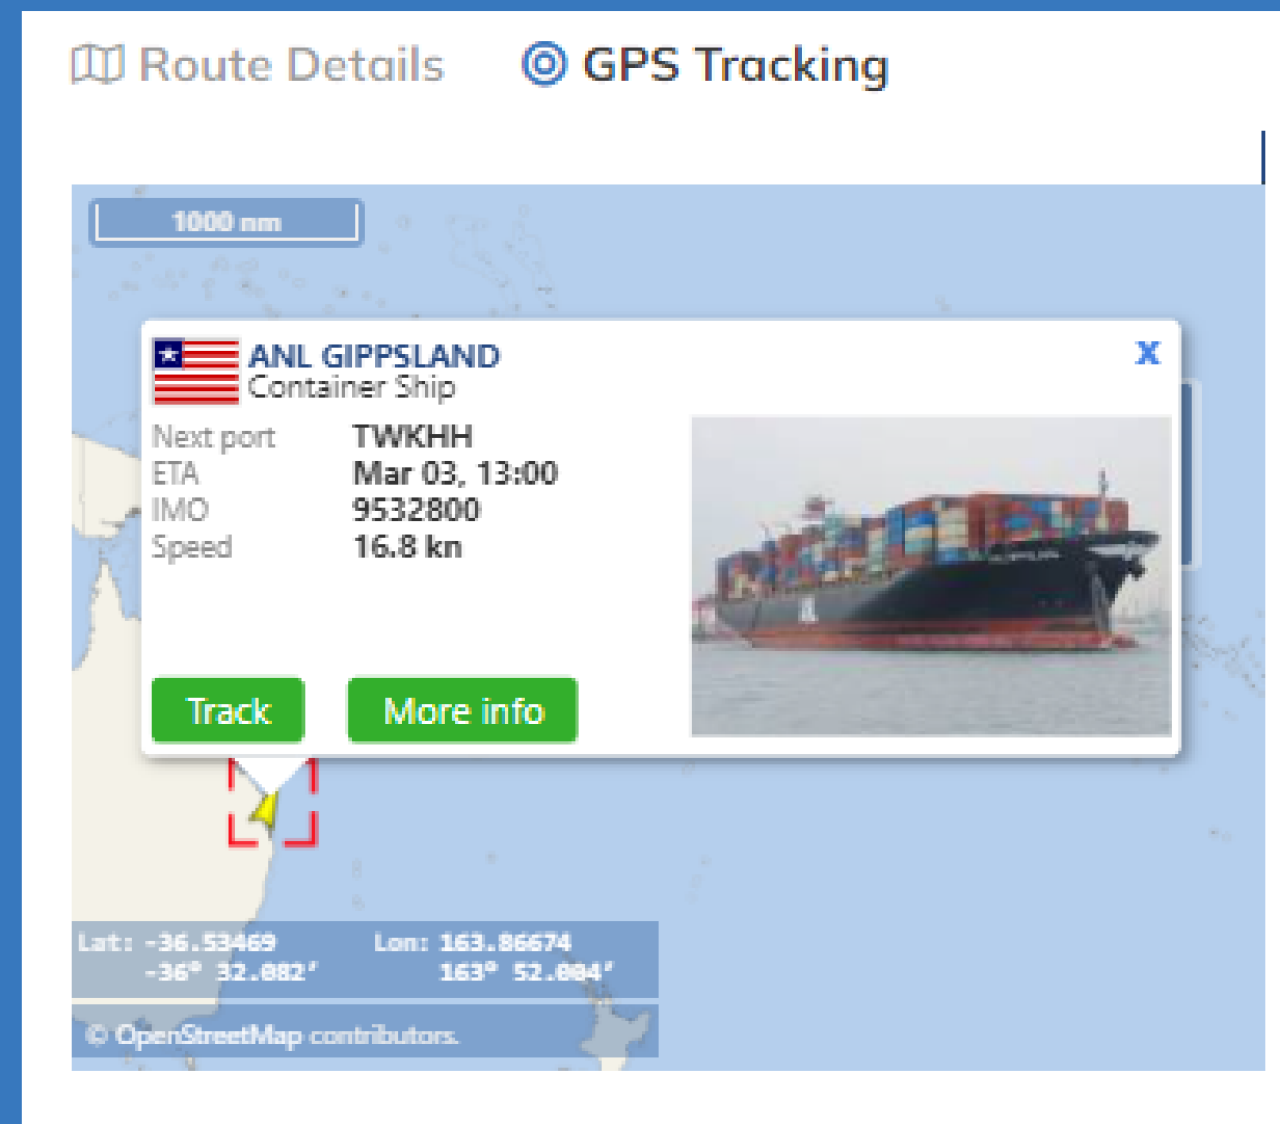 Route Details
GPS Tracking
1000 nm
ANL GIPPSLAND
x
Container Ship
Next port TWKHH
ETA Mar 03, 13:00
IMO 9532800
Speed 16.8 kn
Track
More info
Lat: -36.53469 Lon: 163.86674
-36° 32.082' 163° 52.004'
© OpenStreetMap contributors.